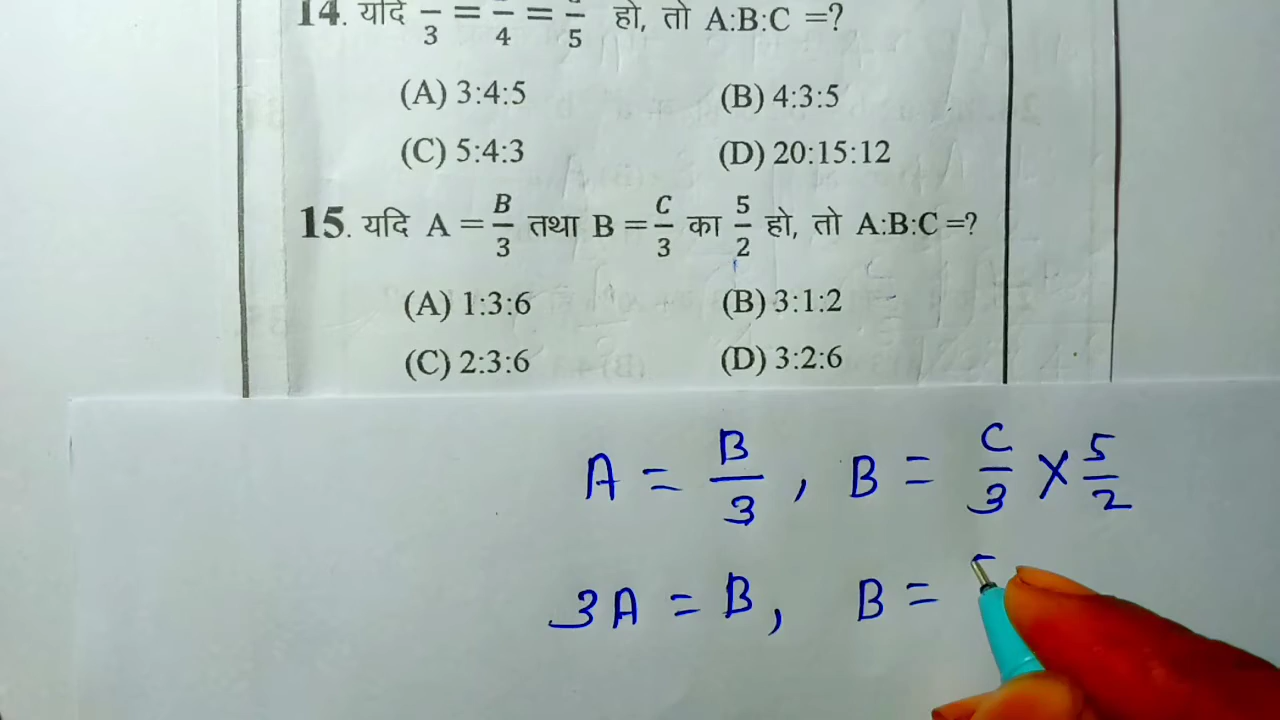 14. यदि /3 = /4 = /5 हो, तो A:B:C =?
(A) 3:4:5 (B) 4:3:5
(C) 5:4:3 (D) 20:15:12
15. यदि A = B/3 तथा B = C/3 का 5/2 हो, तो A:B:C =?
(A) 1:3:6 (B) 3:1:2
(C) 2:3:6 (D) 3:2:6
A = B/3 , B = C/3 × 5/2
3A = B, B =